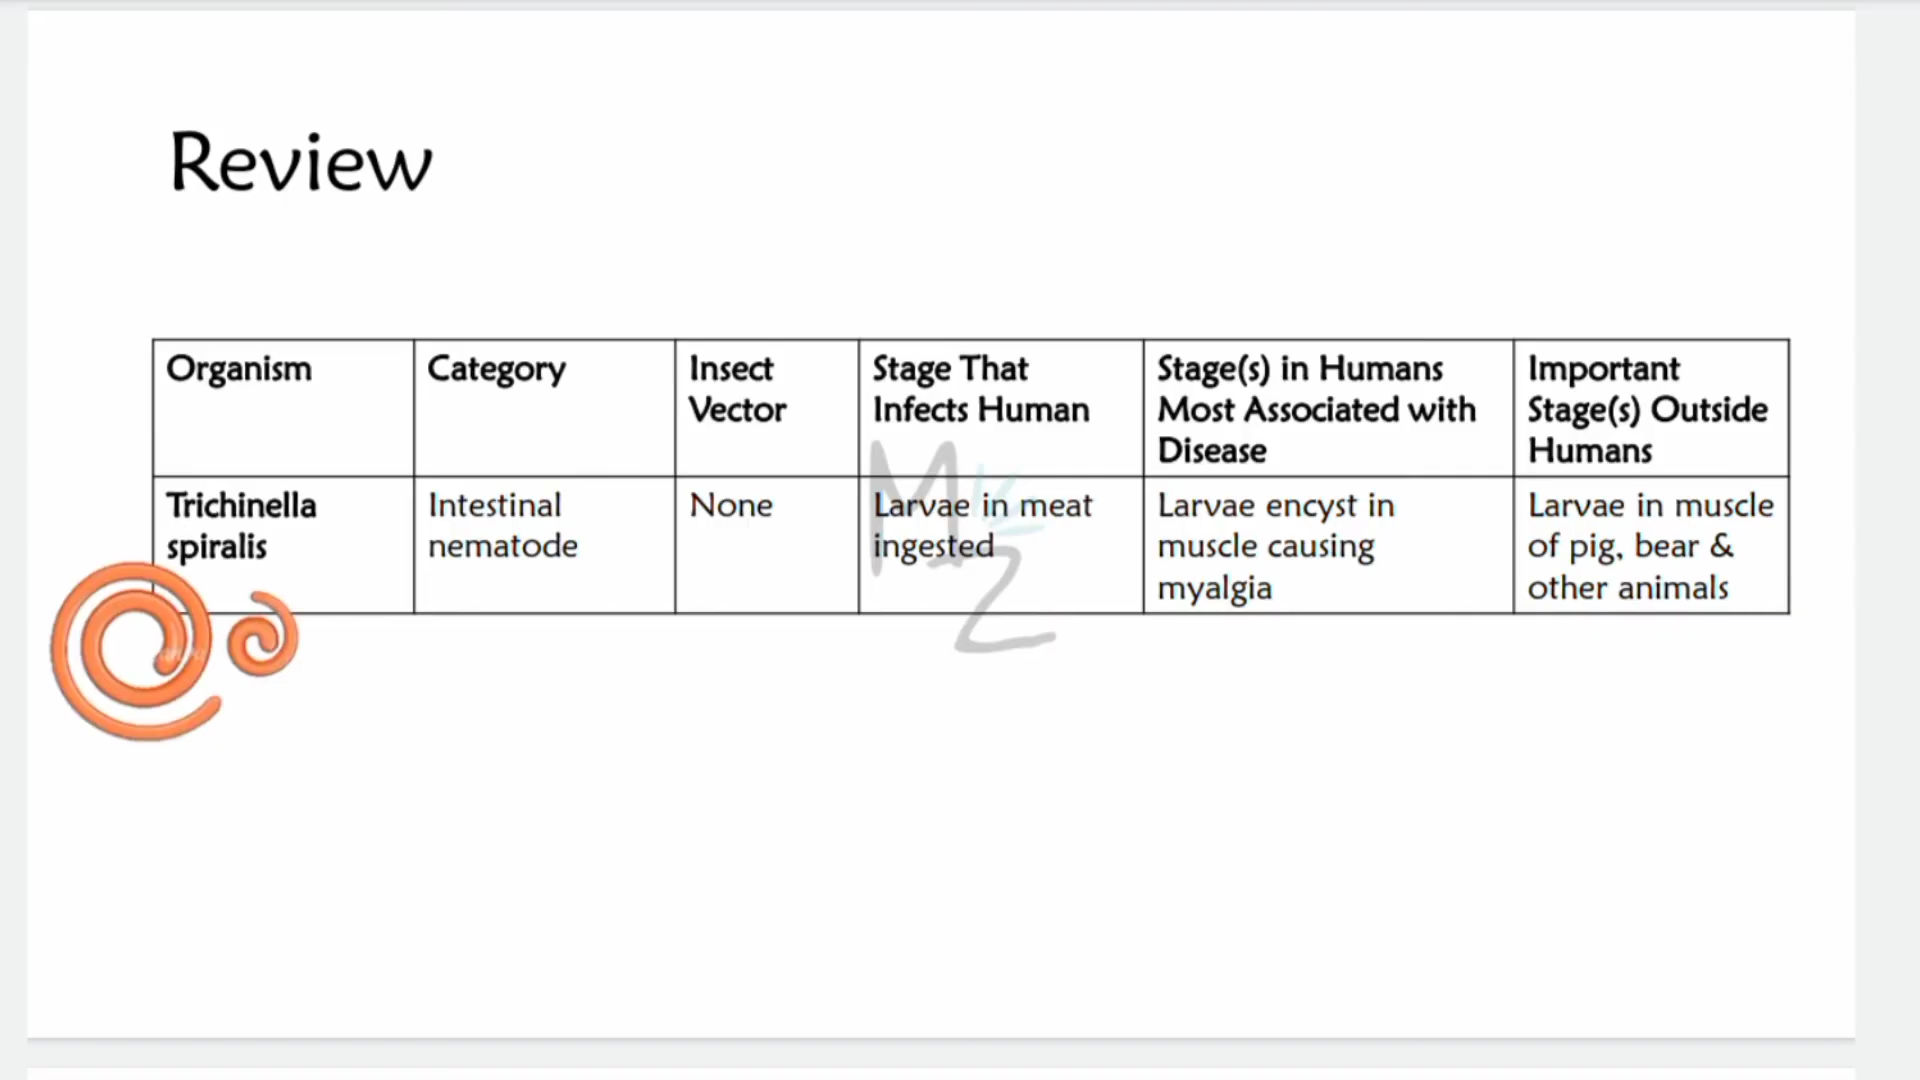 Review
Organism
Category
Insect
Vector
Stage That
Infects Human
Stage(s) in Humans
Most Associated with
Disease
Important
Stage(s) Outside
Humans
Trichinella
spiralis
Intestinal
nematode
None
Larvae in meat
ingested
Larvae encyst in
muscle causing
myalgia
Larvae in muscle
of pig, bear &
other animals
MZ